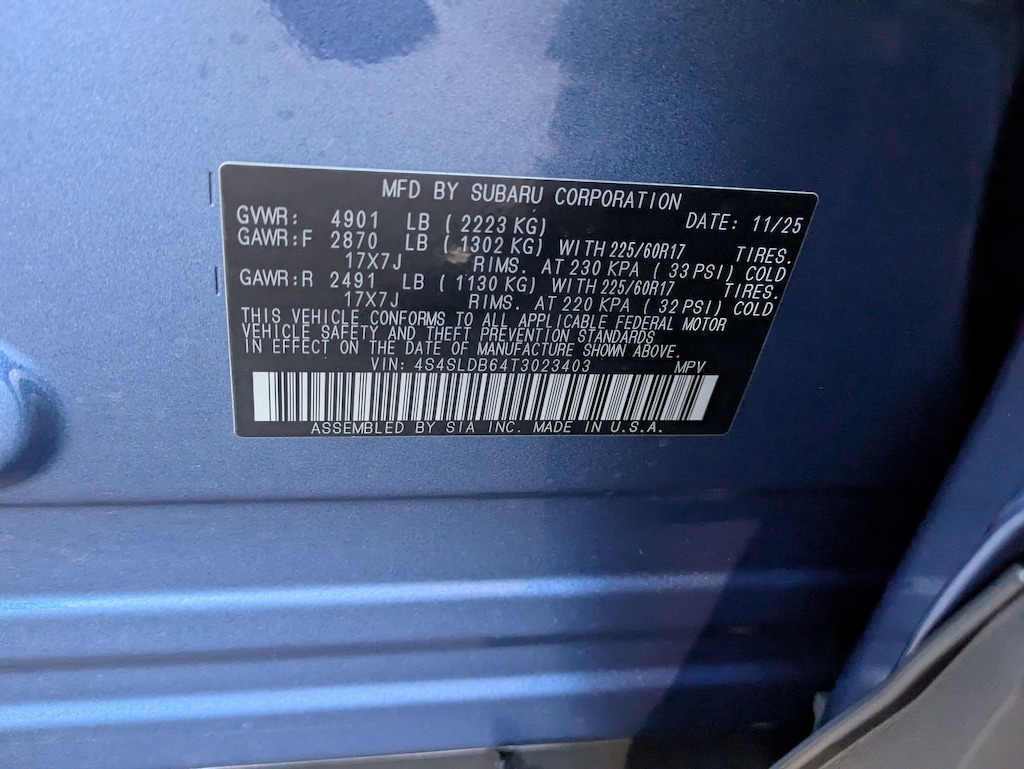 MFD BY SUBARU CORPORATION
GVWR: 4901 LB (2223 KG) DATE: 11/25
GAWR:F 2870 LB (1302 KG) WITH 225/60R17 TIRES.
17X7J RIMS. AT 230 KPA (33 PSI) COLD
GAWR:R 2491 LB (1130 KG) WITH 225/60R17 TIRES.
17X7J RIMS. AT 220 KPA (32 PSI) COLD
THIS VEHICLE CONFORMS TO ALL APPLICABLE FEDERAL MOTOR
VEHICLE SAFETY AND THEFT PREVENTION STANDARDS
IN EFFECT ON THE DATE OF MANUFACTURE SHOWN ABOVE.
VIN: 4S4SLDB64T3023403 MPV
ASSEMBLED BY SIA INC. MADE IN U.S.A.